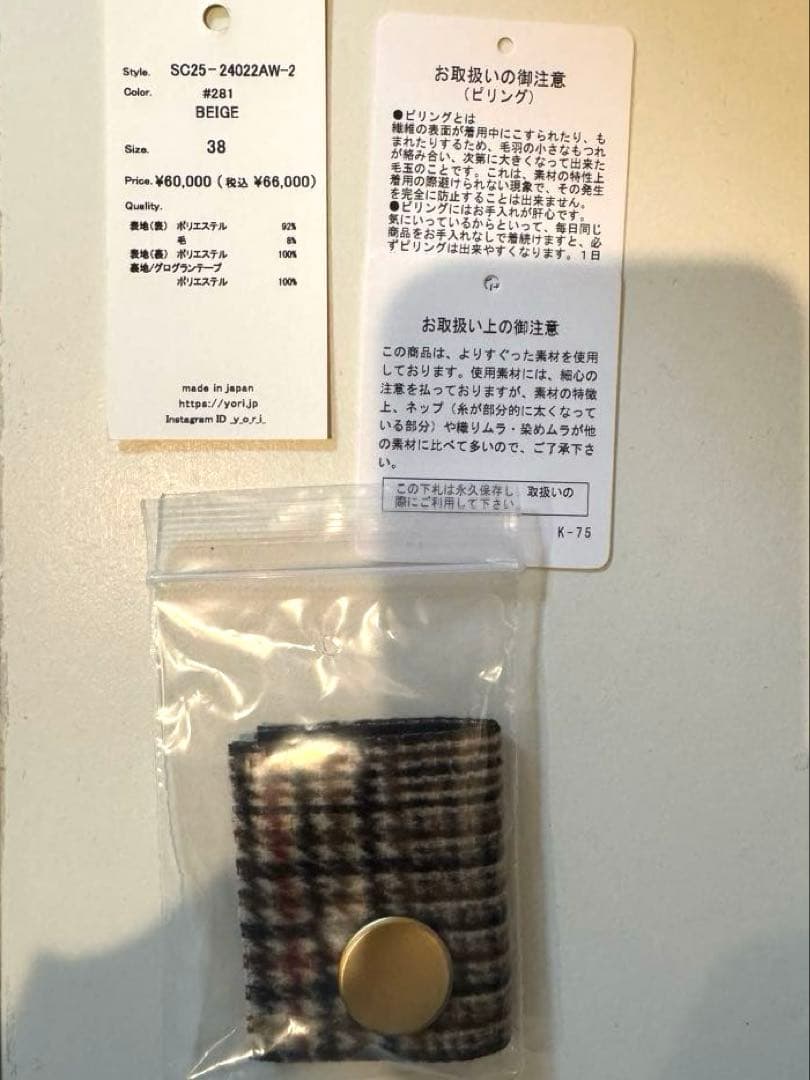 Style. SC25-24022AW-2
Color. #281
BEIGE
Size. 38
Price. ¥60,000 (税込 ¥66,000)
Quality.
表地(表) ポリエステル 92%
毛 8%
表地(裏) ポリエステル 100%
裏地/グログランテープ
ポリエステル 100%
made in japan
https://yori.jp
Instagram ID _y_o_r_i_
お取扱いの御注意
(ピリング)
●ピリングとは
繊維の表面が着用中にこすられたり、も
まれたりするため、毛羽の小さなもつれ
が絡み合い、次第に大きくなって出来た
毛玉のことです。これは、素材の特性上
着用の際避けられない現象で、その発生
を完全に防止することは出来ません。
●ピリングにはお手入れが肝心です。
気にいっているからといって、毎日同じ
商品をお手入れなしで着続けますと、必
ずピリングは出来やすくなります。1日
お取扱い上の御注意
この商品は、よりすぐった素材を使用
しております。使用素材には、細心の
注意を払っておりますが、素材の特徴
上、ネップ（糸が部分的に太くなって
いる部分）や織りムラ・染めムラが他
の素材に比べて多いので、ご了承下さ
い。
この下札は永久保存し、取扱いの
際にご利用して下さい。
K-75